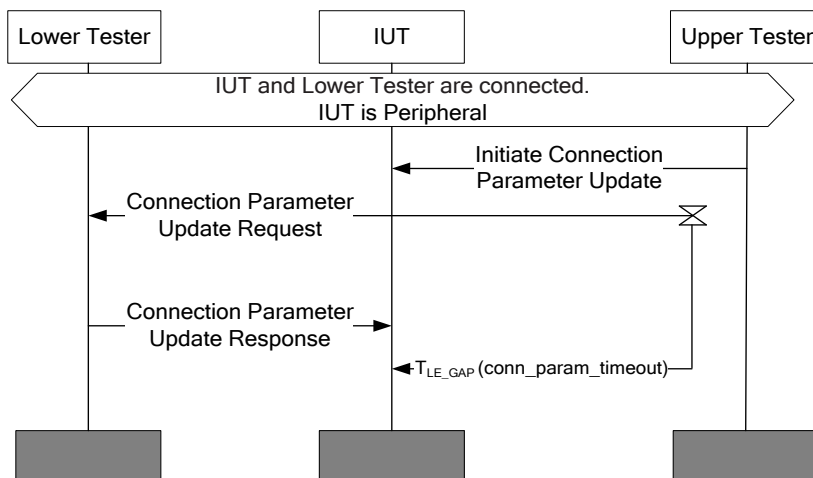 Lower Tester
IUT
Upper Tester
IUT and Lower Tester are connected.
IUT is Peripheral
Initiate Connection
Parameter Update
Connection Parameter
Update Request
Connection Parameter
Update Response
TLE_GAP (conn_param_timeout)